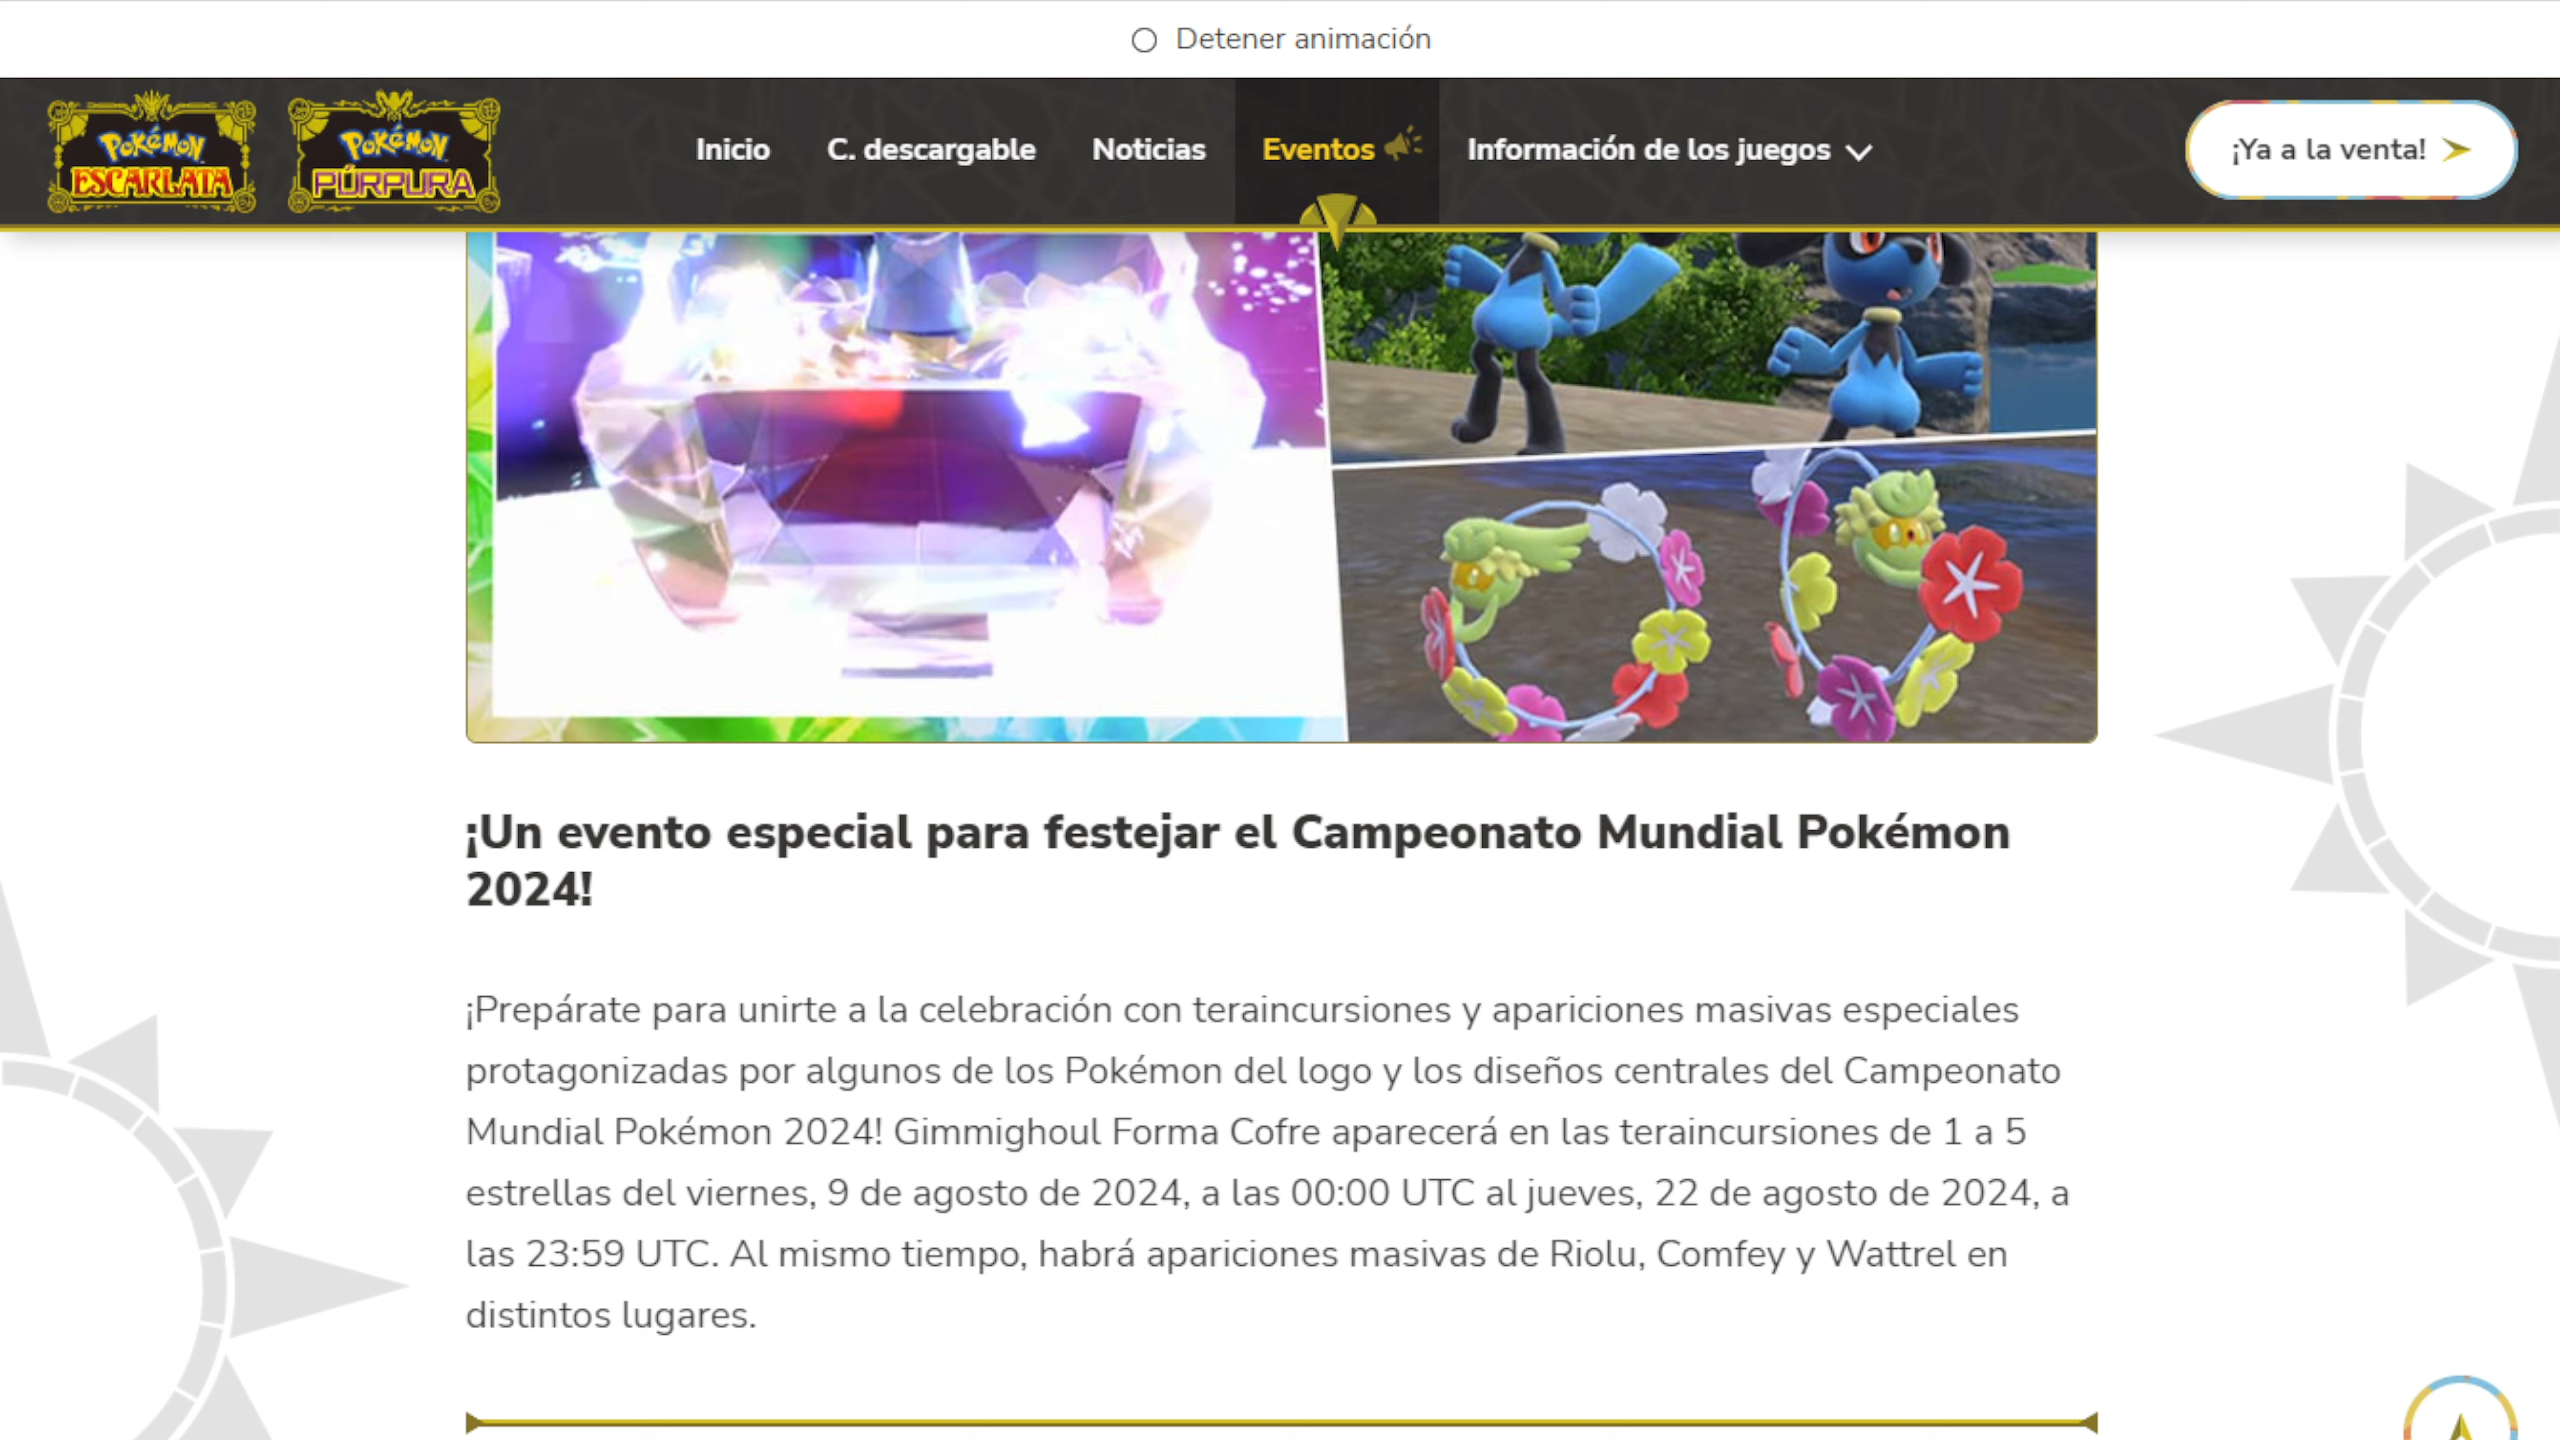 Detener animación
POKÉMON
ESCARLATA
POKÉMON
PÚRPURA
Inicio
C. descargable
Noticias
Eventos
Información de los juegos
¡Ya a la venta!
¡Un evento especial para festejar el Campeonato Mundial Pokémon
2024!
¡Prepárate para unirte a la celebración con teraincursiones y apariciones masivas especiales
protagonizadas por algunos de los Pokémon del logo y los diseños centrales del Campeonato
Mundial Pokémon 2024! Gimmighoul Forma Cofre aparecerá en las teraincursiones de 1 a 5
estrellas del viernes, 9 de agosto de 2024, a las 00:00 UTC al jueves, 22 de agosto de 2024, a
las 23:59 UTC. Al mismo tiempo, habrá apariciones masivas de Riolu, Comfey y Wattrel en
distintos lugares.